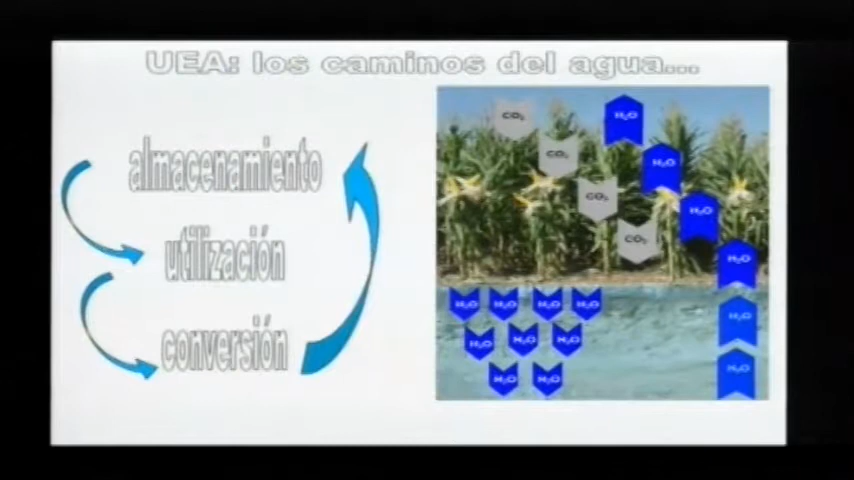 UEA: los caminos del agua...
almacenamiento
utilización
conversión
CO₂
H₂O
CO₂
H₂O
CO₂
H₂O
CO₂
H₂O
H₂O H₂O H₂O H₂O
H₂O
H₂O H₂O H₂O
H₂O
H₂O H₂O